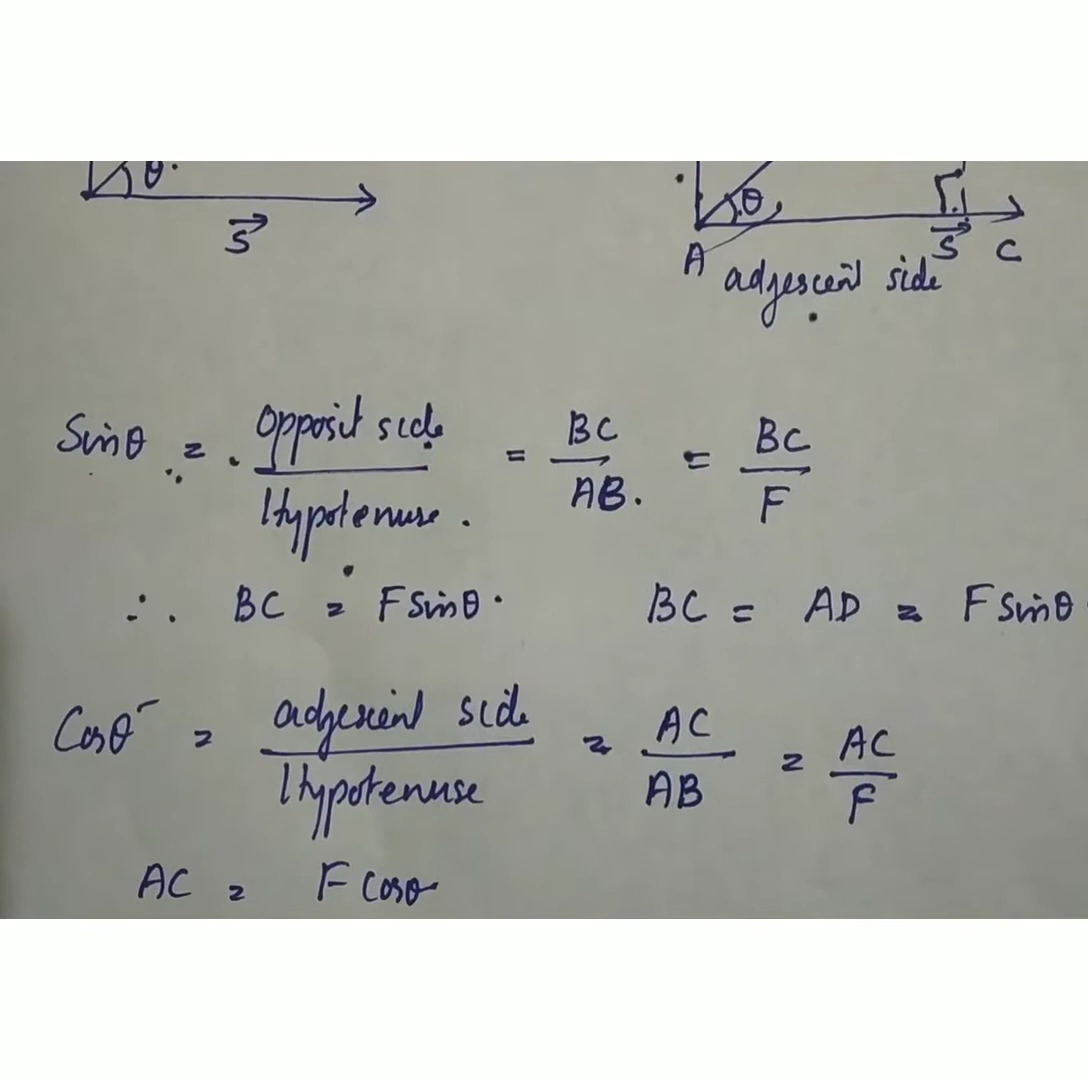 θ θ
S⃗ A S⃗ C
adjescent side
Sinθ = opposit side / Hypotenuse. = BC / AB. = BC / F
∴ BC = F Sinθ. BC = AD = F Sinθ
Cosθ = adjescent side / Hypotenuse = AC / AB = AC / F
AC = F Cosθ